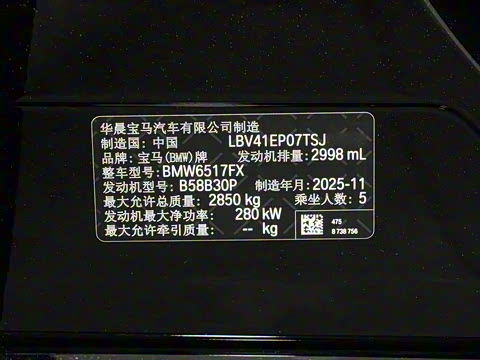 华晨宝马汽车有限公司制造
制造国：中国 LBV41EP07TSJ
品牌：宝马(BMW)牌 发动机排量：2998 mL
整车型号：BMW6517FX
发动机型号：B58B30P 制造年月：2025-11
最大允许总质量：2850 kg 乘坐人数：5
发动机最大净功率：280 kW
最大允许牵引质量：-- kg
475
8 738 756